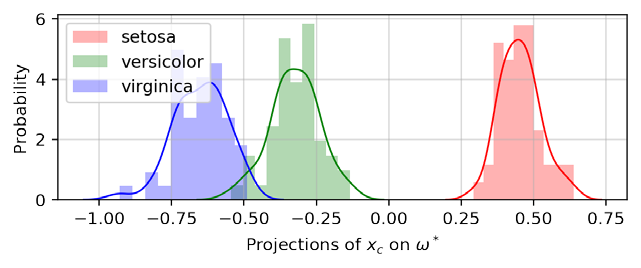 setosa
versicolor
virginica
Probability
6
4
2
0
−1.00 −0.75 −0.50 −0.25 0.00 0.25 0.50 0.75
Projections of x_c on ω*